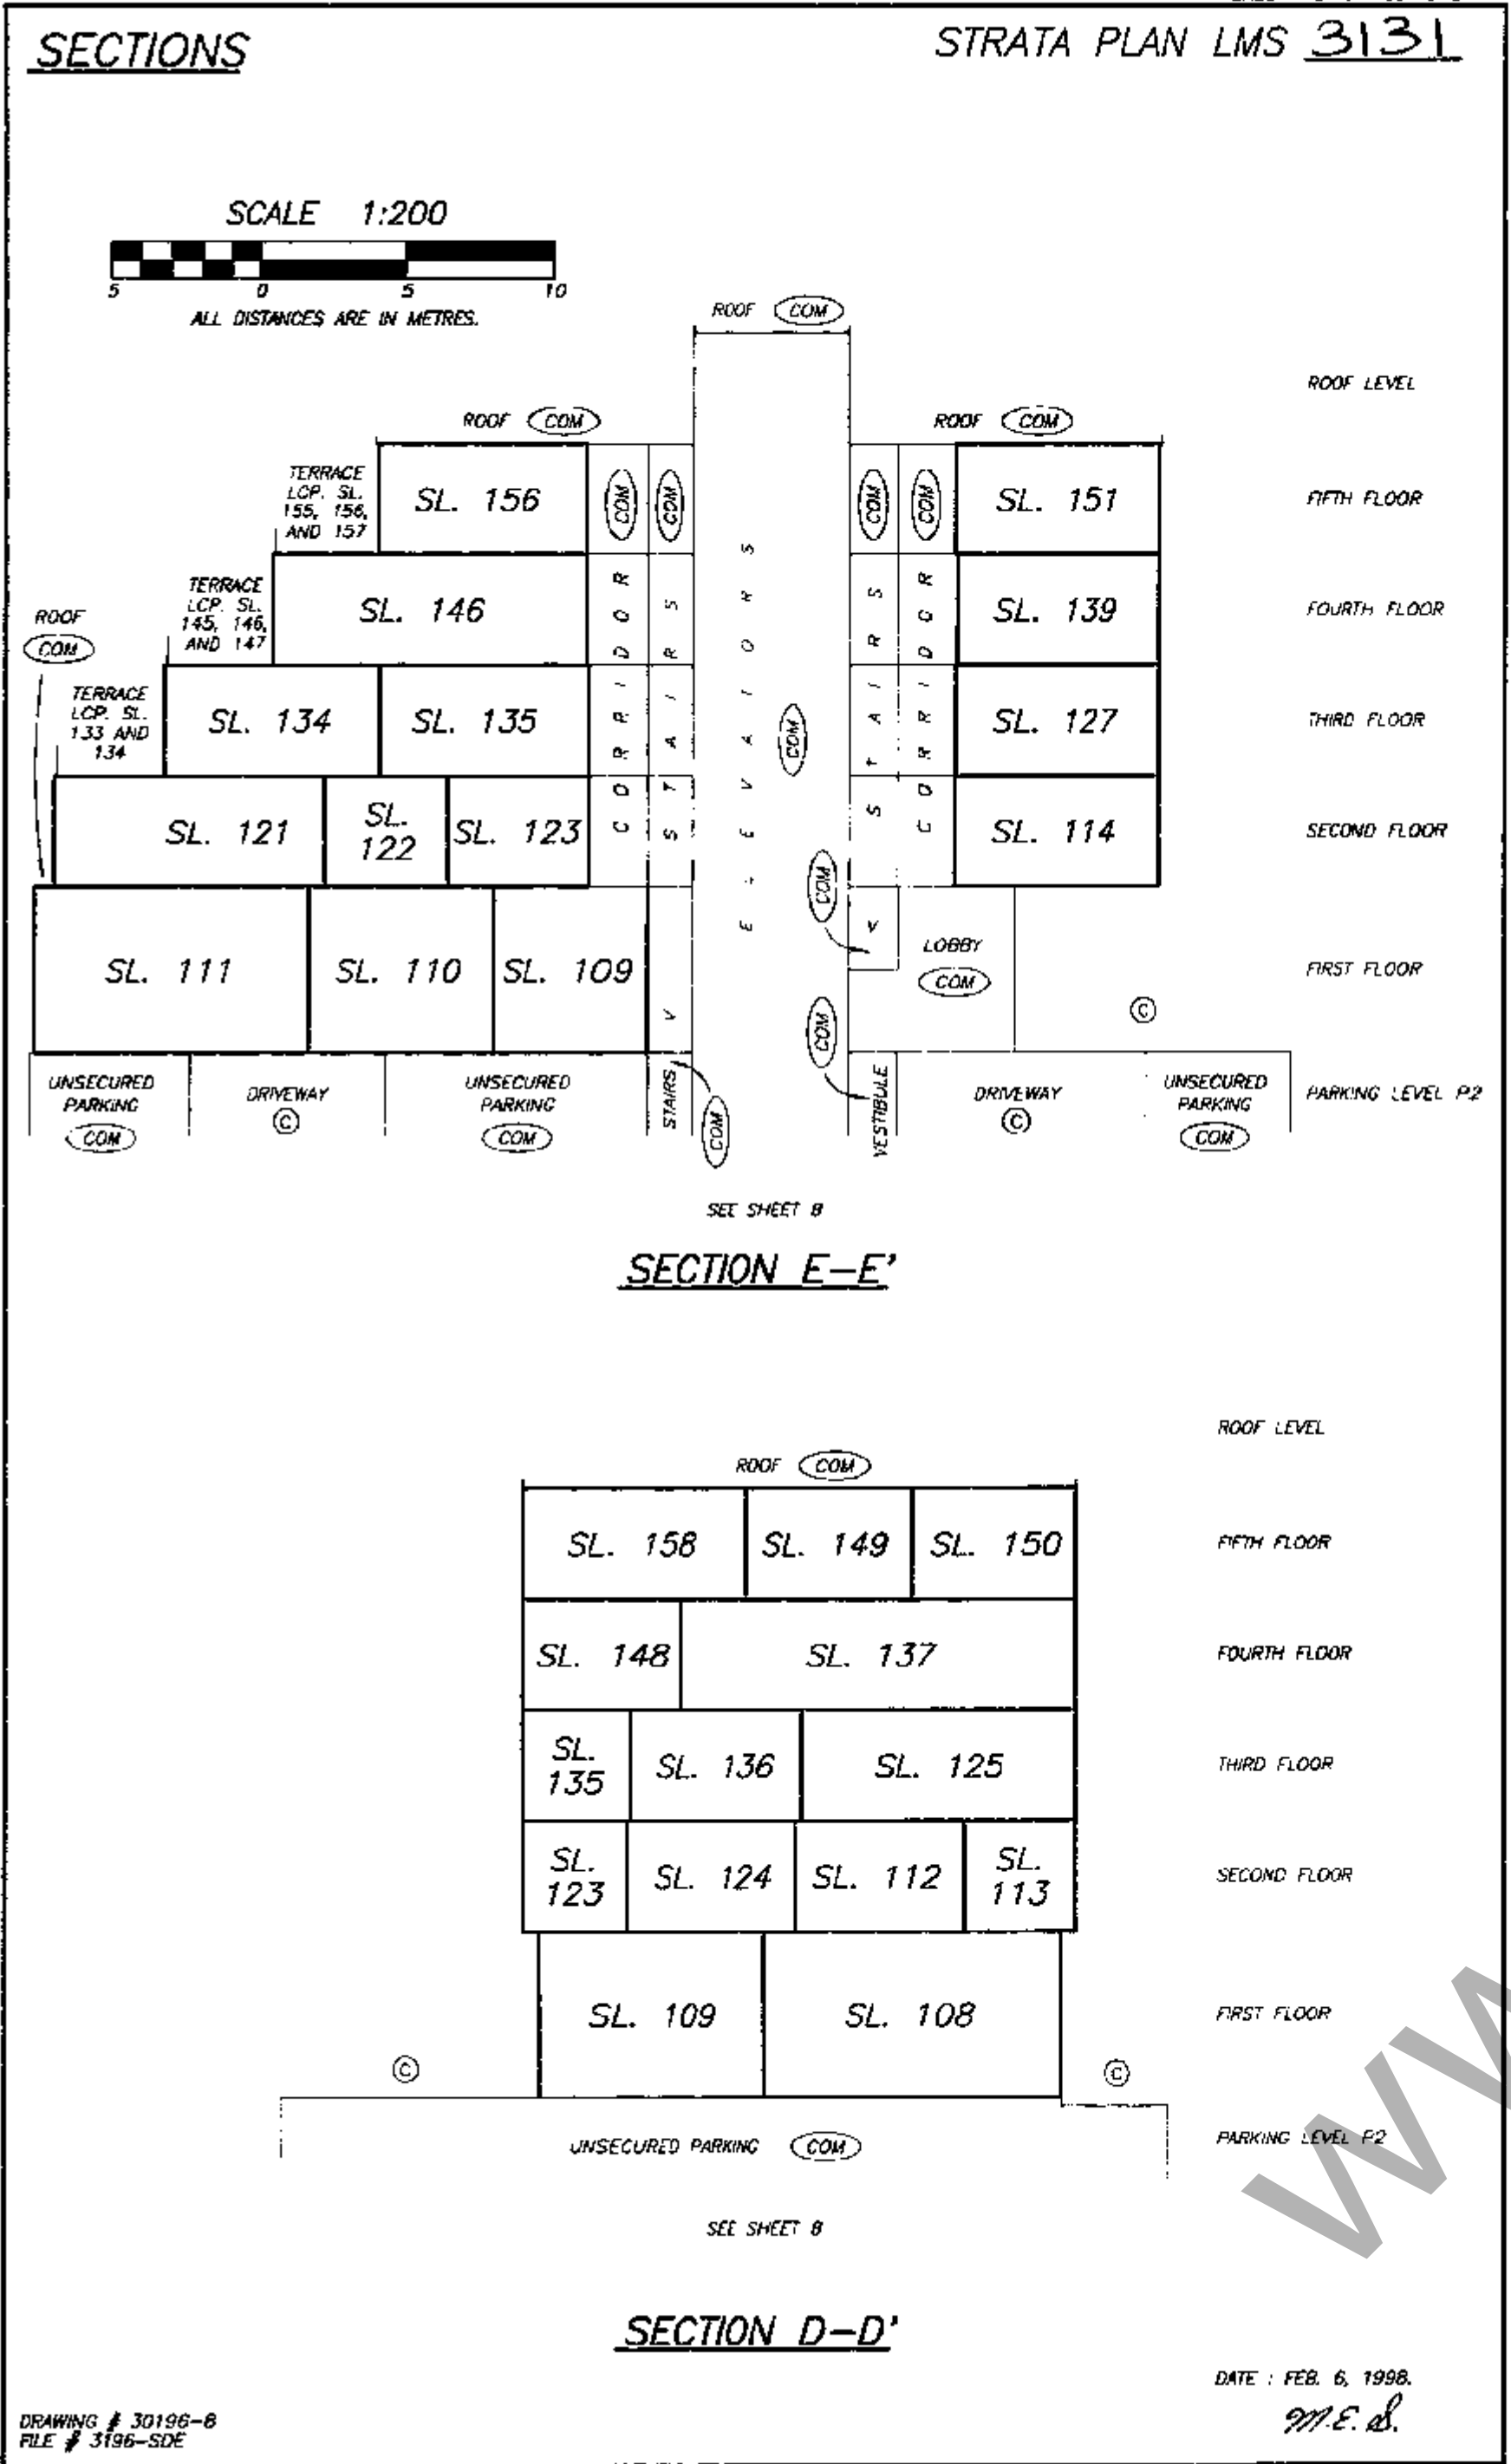 SECTIONS
STRATA PLAN LMS 3131
SCALE 1:200
5 0 5 10
ALL DISTANCES ARE IN METRES.
ROOF COM
ROOF LEVEL
ROOF COM
ROOF COM
TERRACE
LCP. SL.
155, 156,
AND 157
SL. 156
COM
COM
COM
COM
SL. 151
FIFTH FLOOR
ROOF
COM
TERRACE
LCP. SL.
145, 146,
AND 147
SL. 146
CORRIDOR
STAIRS
ELEVATORS
COM
STAIRS
CORRIDOR
SL. 139
FOURTH FLOOR
TERRACE
LCP. SL.
133 AND
134
SL. 134
SL. 135
SL. 127
THIRD FLOOR
SL. 121
SL.
122
SL. 123
SL. 114
SECOND FLOOR
SL. 111
SL. 110
SL. 109
V
COM
V
LOBBY
COM
C
FIRST FLOOR
COM
UNSECURED
PARKING
COM
DRIVEWAY
C
UNSECURED
PARKING
COM
STAIRS
COM
VESTIBULE
DRIVEWAY
C
UNSECURED
PARKING
COM
PARKING LEVEL P2
SEE SHEET 8
SECTION E-E'
ROOF LEVEL
ROOF COM
SL. 158
SL. 149
SL. 150
FIFTH FLOOR
SL. 148
SL. 137
FOURTH FLOOR
SL.
135
SL. 136
SL. 125
THIRD FLOOR
SL.
123
SL. 124
SL. 112
SL.
113
SECOND FLOOR
SL. 109
SL. 108
FIRST FLOOR
C
C
UNSECURED PARKING COM
PARKING LEVEL P2
SEE SHEET 8
SECTION D-D'
DATE : FEB. 6, 1998.
M.E.S.
DRAWING # 30196-8
FILE # 3196-SDE